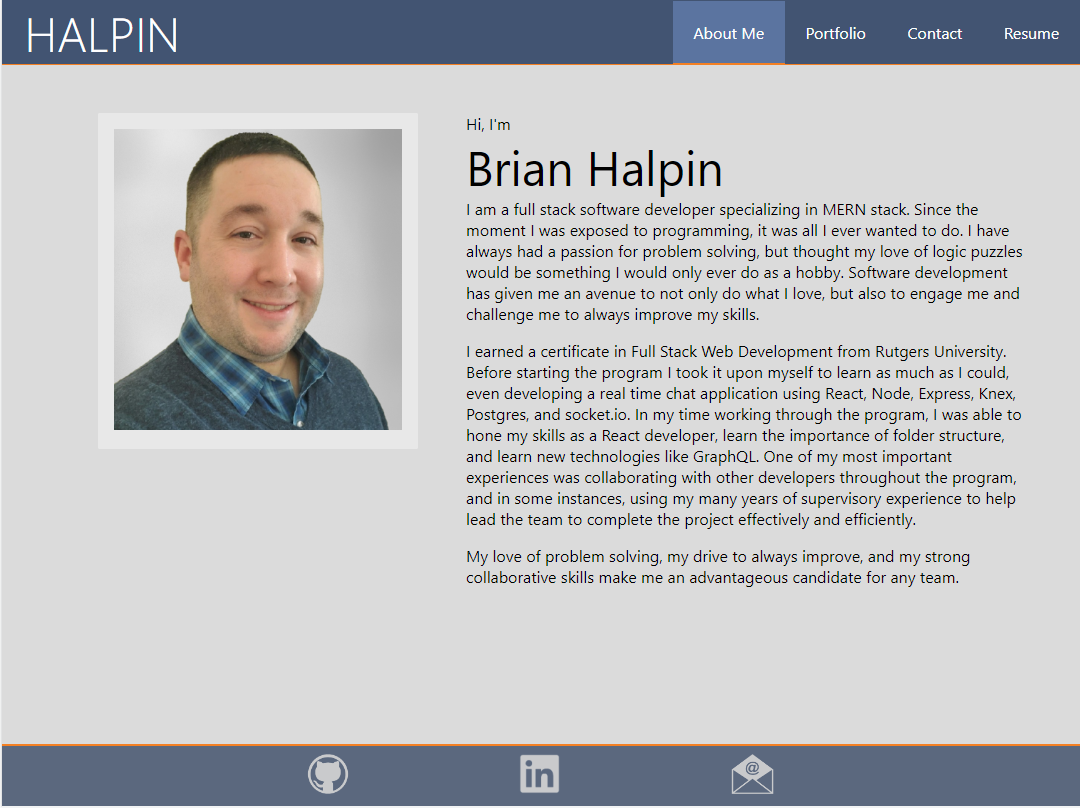 HALPIN
About Me
Portfolio
Contact
Resume
Hi, I'm
Brian Halpin
I am a full stack software developer specializing in MERN stack. Since the
moment I was exposed to programming, it was all I ever wanted to do. I have
always had a passion for problem solving, but thought my love of logic puzzles
would be something I would only ever do as a hobby. Software development
has given me an avenue to not only do what I love, but also to engage me and
challenge me to always improve my skills.
I earned a certificate in Full Stack Web Development from Rutgers University.
Before starting the program I took it upon myself to learn as much as I could,
even developing a real time chat application using React, Node, Express, Knex,
Postgres, and socket.io. In my time working through the program, I was able to
hone my skills as a React developer, learn the importance of folder structure,
and learn new technologies like GraphQL. One of my most important
experiences was collaborating with other developers throughout the program,
and in some instances, using my many years of supervisory experience to help
lead the team to complete the project effectively and efficiently.
My love of problem solving, my drive to always improve, and my strong
collaborative skills make me an advantageous candidate for any team.
in
@